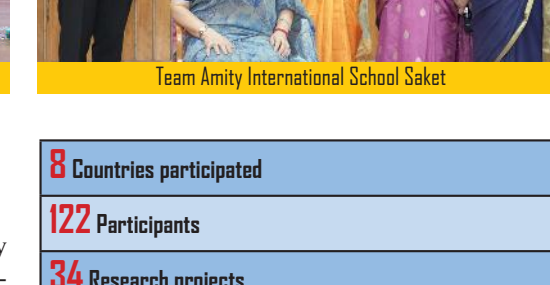 Team Amity International School Saket
8 Countries participated
122 Participants
34 Research projects
y
-